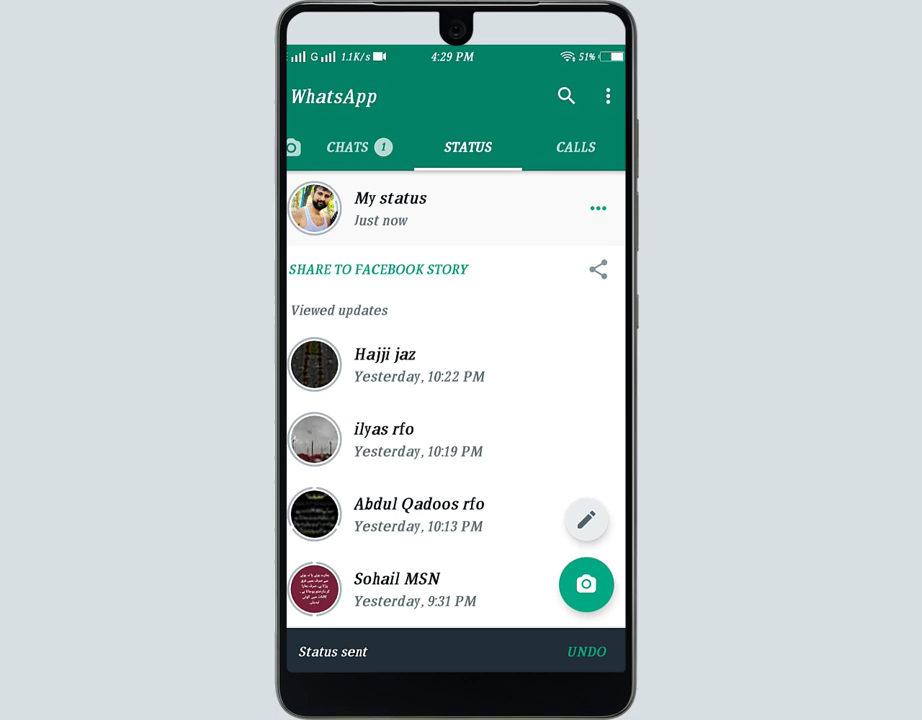 G 1.1K/s 4:29 PM 51%
WhatsApp
CHATS 1 STATUS CALLS
My status
Just now
SHARE TO FACEBOOK STORY
Viewed updates
Hajji jaz
Yesterday, 10:22 PM
ilyas rfo
Yesterday, 10:19 PM
Abdul Qadoos rfo
Yesterday, 10:13 PM
Sohail MSN
Yesterday, 9:31 PM
Status sent UNDO